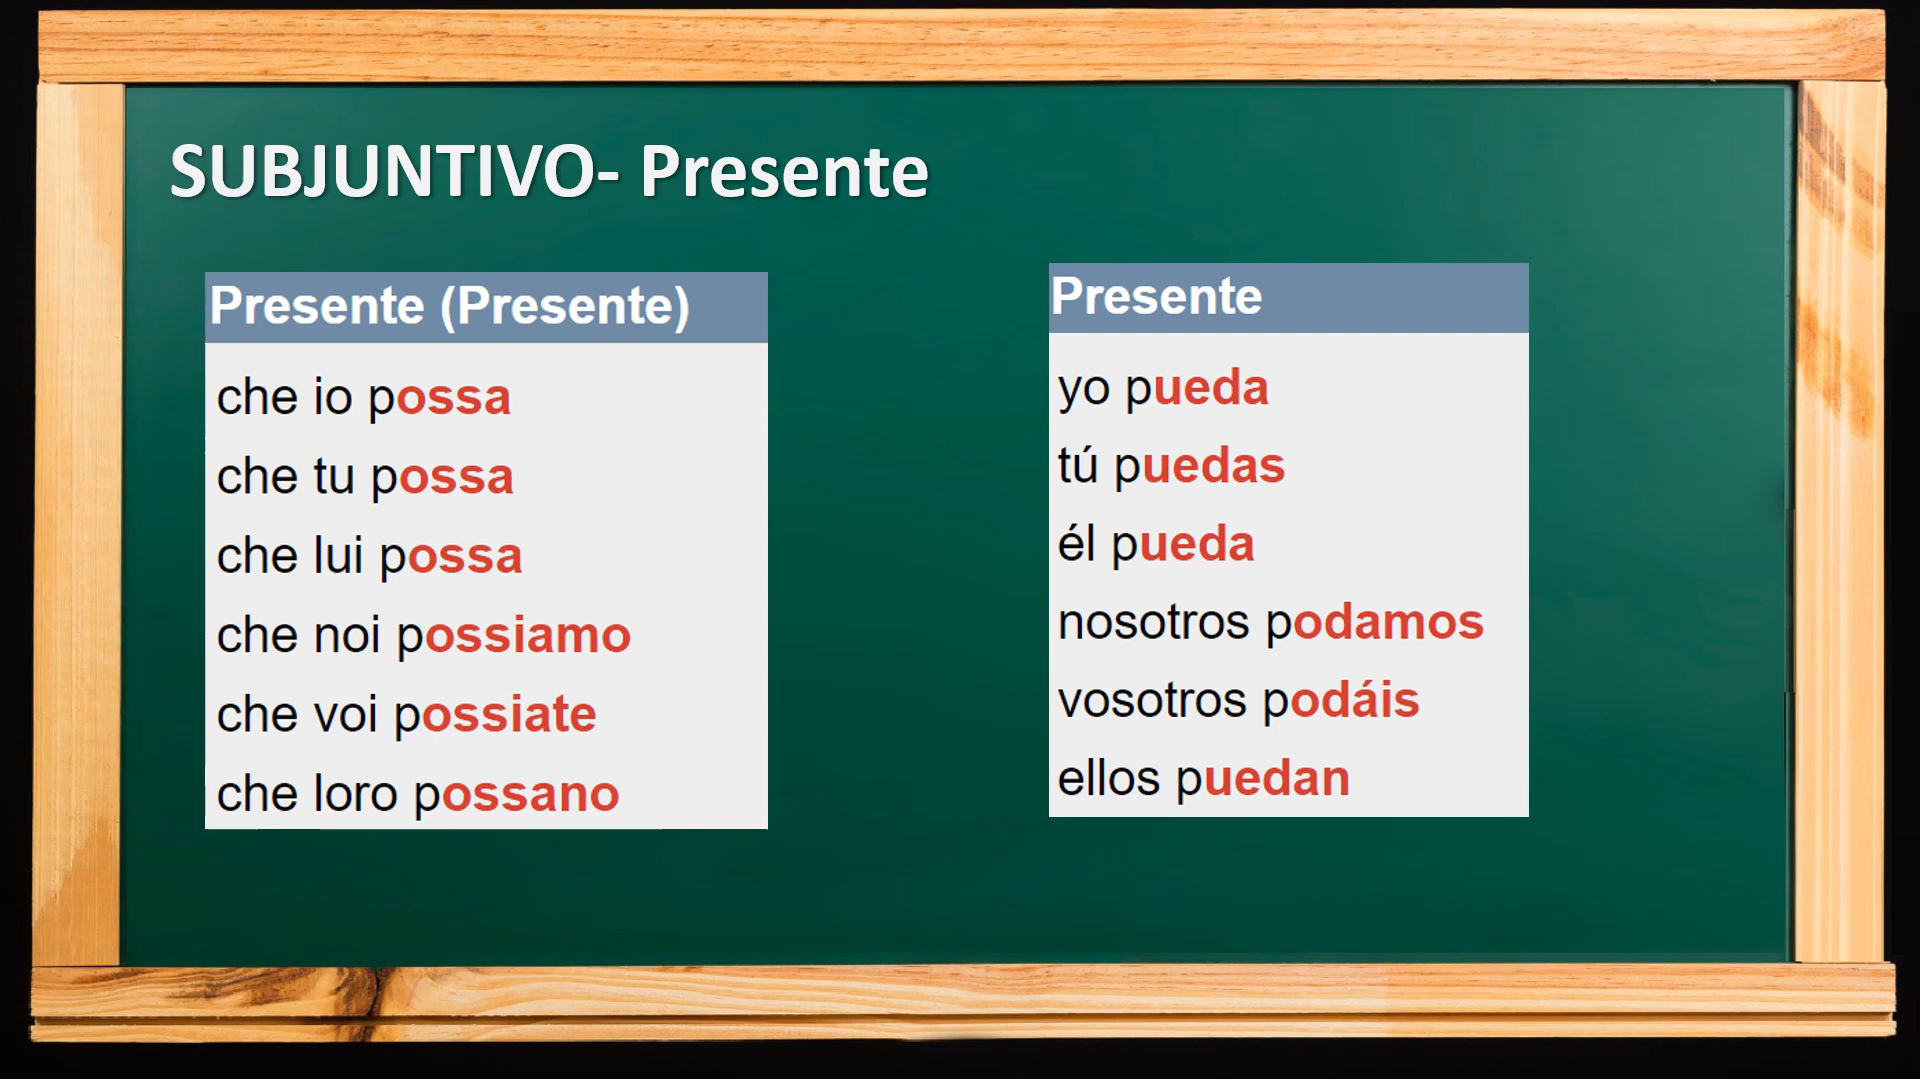 SUBJUNTIVO- Presente
Presente (Presente)
che io possa
che tu possa
che lui possa
che noi possiamo
che voi possiate
che loro possano
Presente
yo pueda
tú puedas
él pueda
nosotros podamos
vosotros podáis
ellos puedan